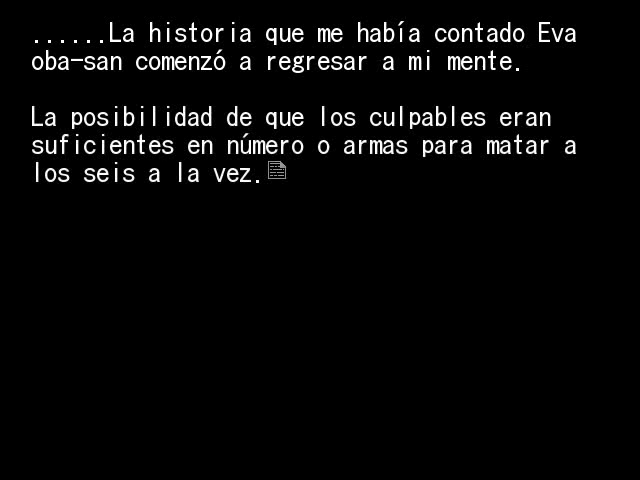 ......La historia que me había contado Eva
oba-san comenzó a regresar a mi mente.
La posibilidad de que los culpables eran
suficientes en número o armas para matar a
los seis a la vez.